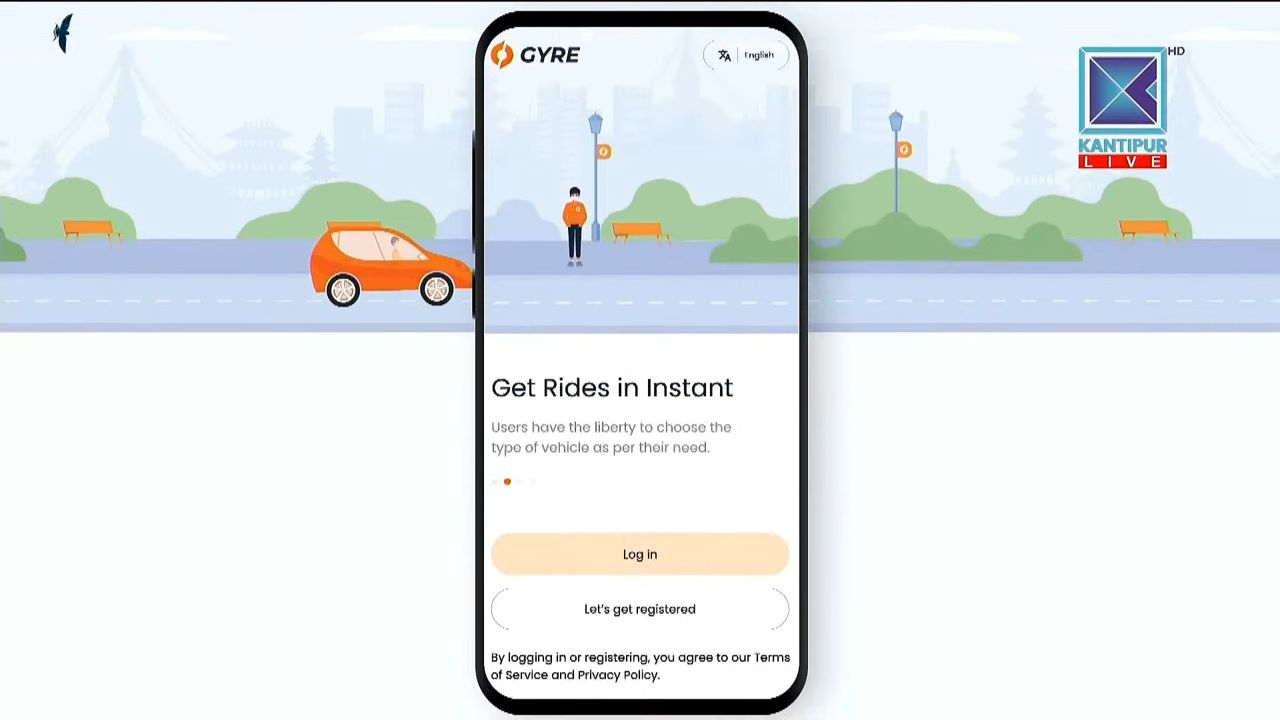 GYRE
English
HD
KANTIPUR
LIVE
Get Rides in Instant
Users have the liberty to choose the
type of vehicle as per their need.
Log in
Let's get registered
By logging in or registering, you agree to our Terms
of Service and Privacy Policy.